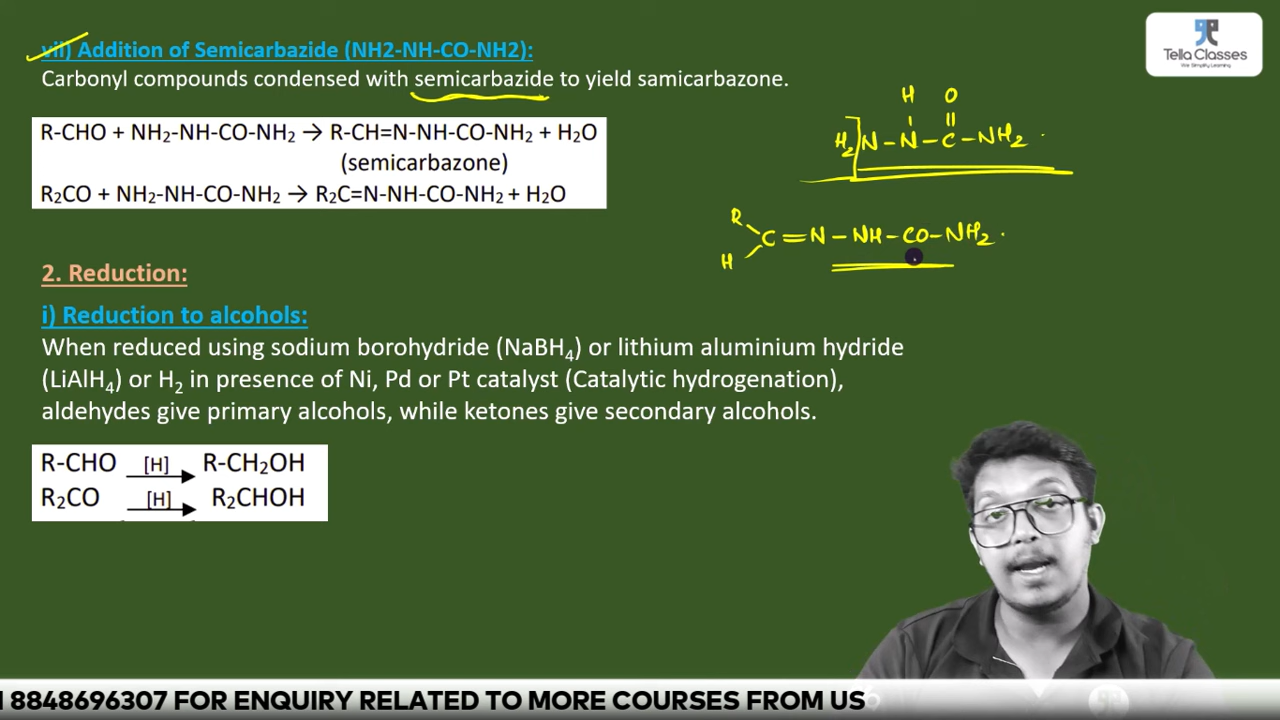 vii) Addition of Semicarbazide (NH2-NH-CO-NH2):
Carbonyl compounds condensed with semicarbazide to yield samicarbazone.
R-CHO + NH₂-NH-CO-NH₂ → R-CH=N-NH-CO-NH₂ + H₂O
(semicarbazone)
R₂CO + NH₂-NH-CO-NH₂ → R₂C=N-NH-CO-NH₂ + H₂O
H O
H₂N-N-C-NH₂
R
C=N-NH-CO-NH₂
H
2. Reduction:
i) Reduction to alcohols:
When reduced using sodium borohydride (NaBH₄) or lithium aluminium hydride
(LiAlH₄) or H₂ in presence of Ni, Pd or Pt catalyst (Catalytic hydrogenation),
aldehydes give primary alcohols, while ketones give secondary alcohols.
R-CHO [H] R-CH₂OH
R₂CO [H] R₂CHOH
Tella Classes
8848696307 FOR ENQUIRY RELATED TO MORE COURSES FROM US